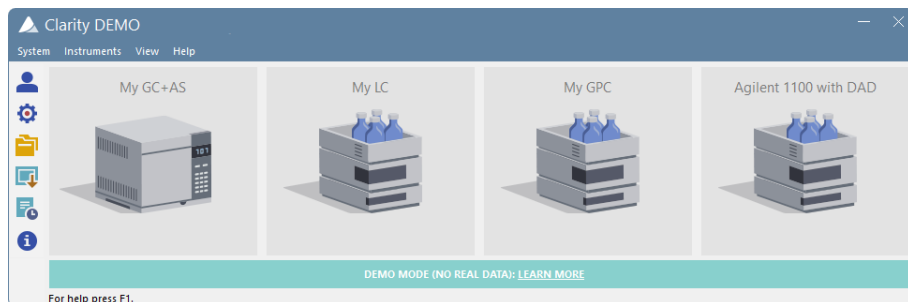 Clarity DEMO
System Instruments View Help
My GC+AS My LC My GPC Agilent 1100 with DAD
DEMO MODE (NO REAL DATA): LEARN MORE
For help press F1.